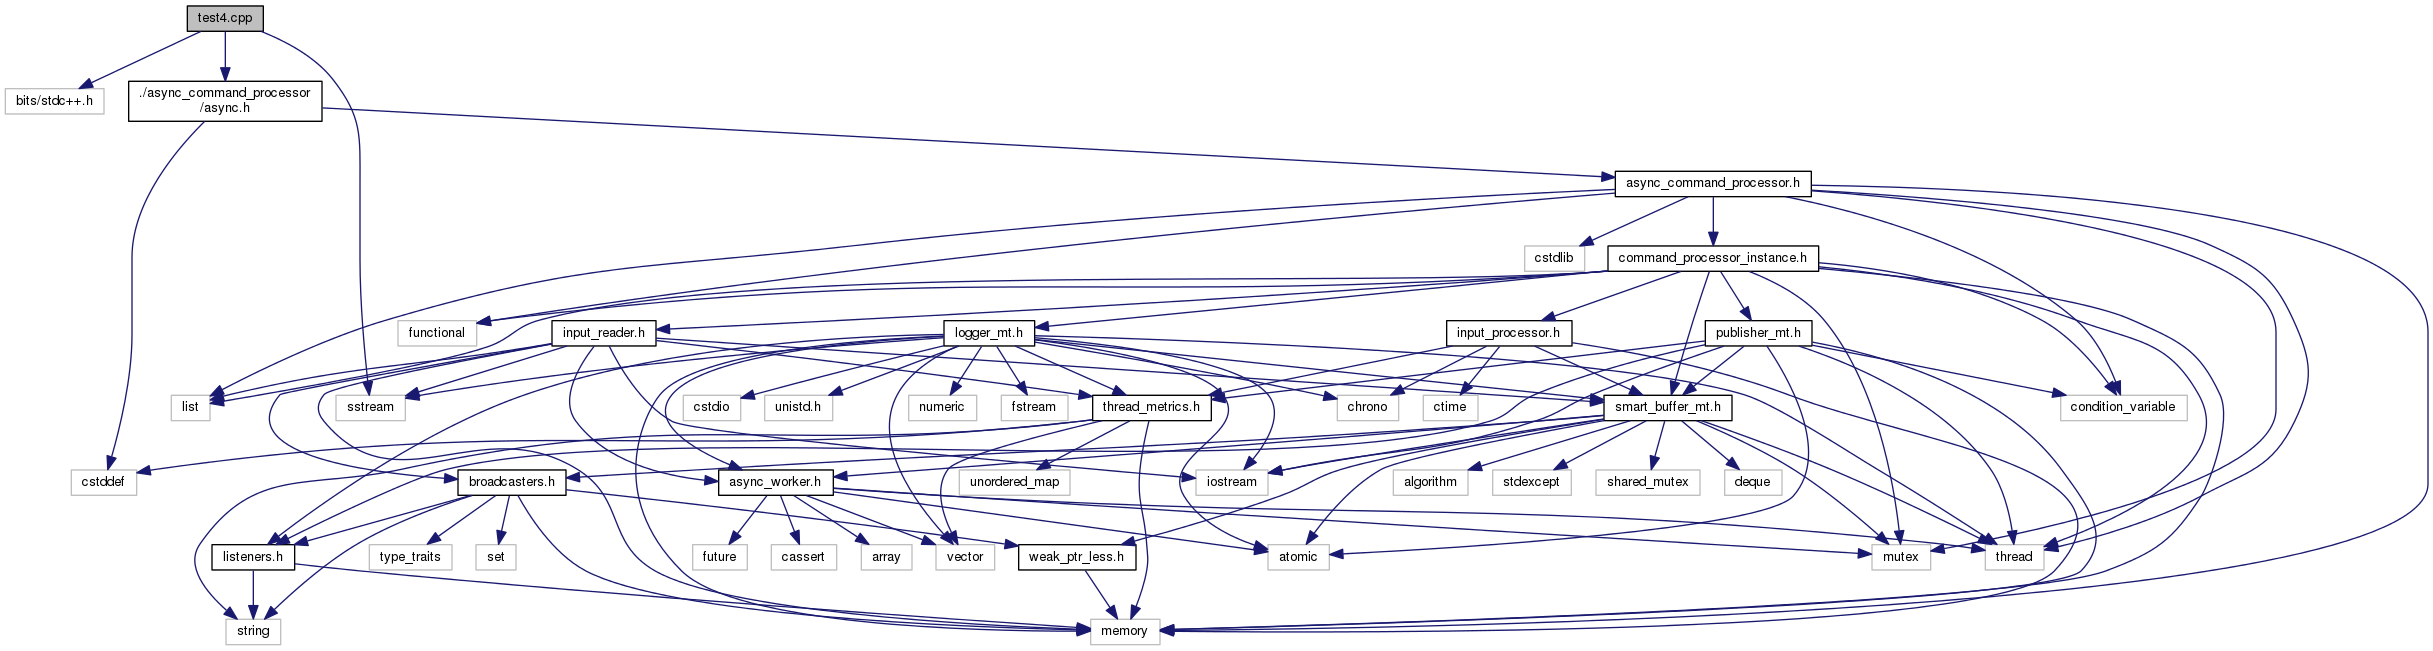 test4.cpp
bits/stdc++.h
./async_command_processor
/async.h
async_command_processor.h
cstdlib
command_processor_instance.h
functional
input_reader.h
logger_mt.h
input_processor.h
publisher_mt.h
list
sstream
cstdio
unistd.h
numeric
fstream
thread_metrics.h
chrono
ctime
smart_buffer_mt.h
condition_variable
cstddef
broadcasters.h
async_worker.h
unordered_map
iostream
algorithm
stdexcept
shared_mutex
deque
listeners.h
type_traits
set
future
cassert
array
vector
weak_ptr_less.h
atomic
mutex
thread
string
memory